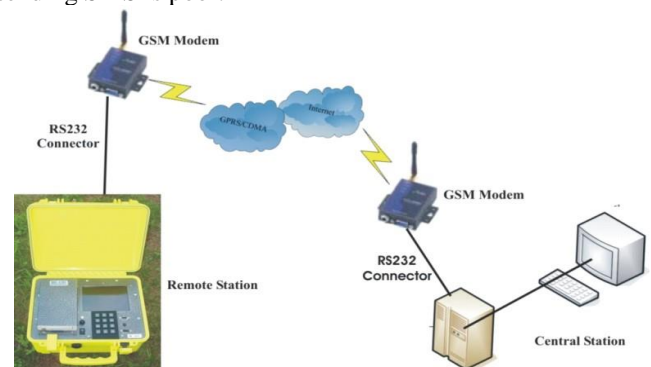 GSM Modem
GPRS/CDMA
Internet
RS232
Connector
GSM Modem
RS232
Connector
Remote Station
Central Station